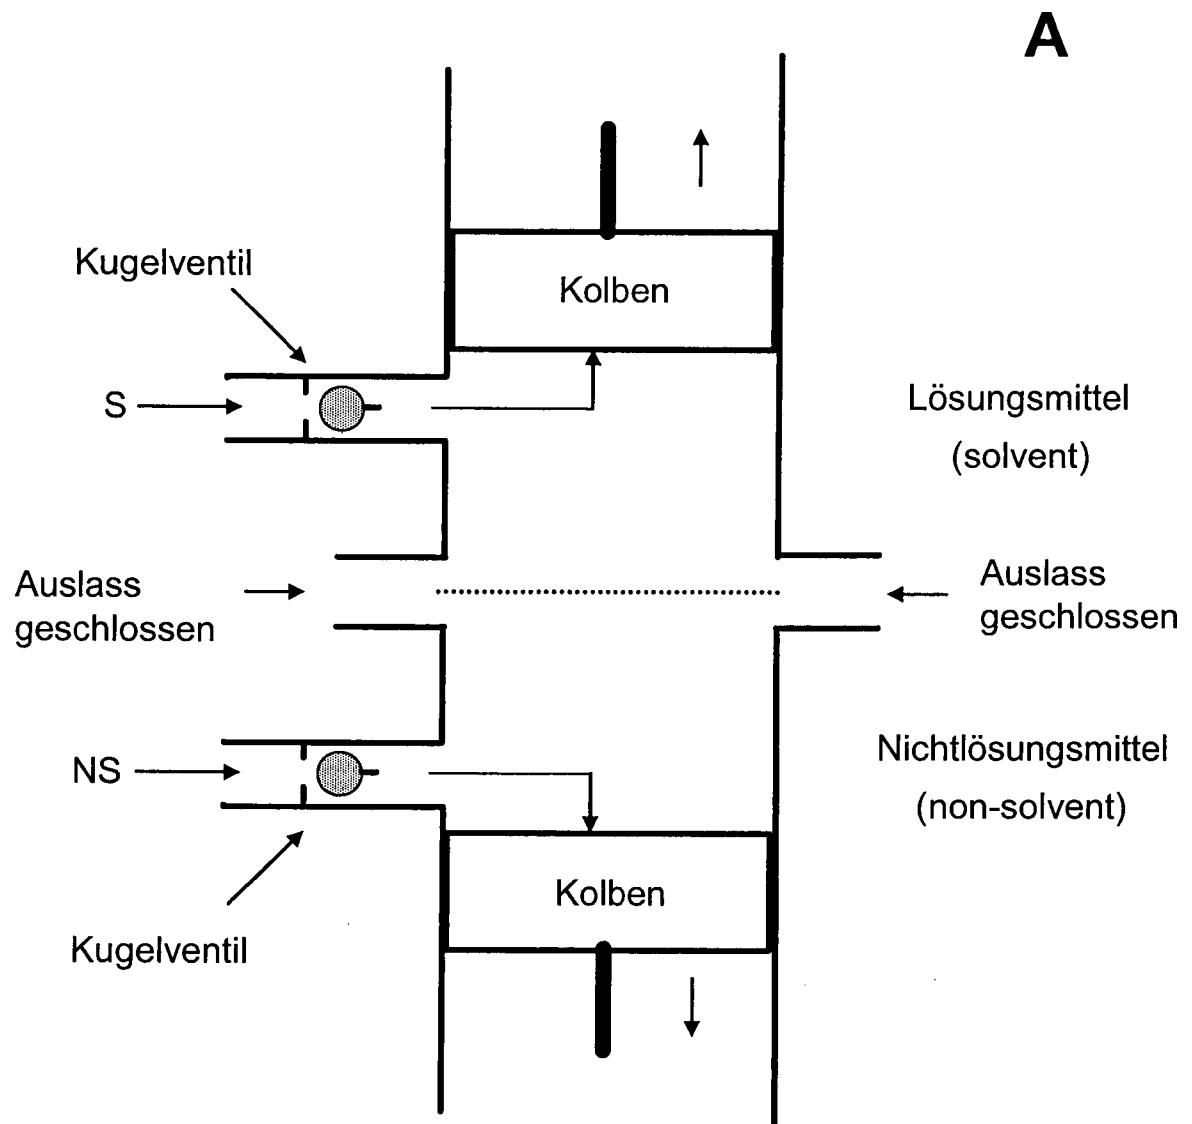 A
Kugelventil
Kolben
S
Lösungsmittel
(solvent)
Auslass
geschlossen
Auslass
geschlossen
NS
Nichtlösungsmittel
(non-solvent)
Kolben
Kugelventil